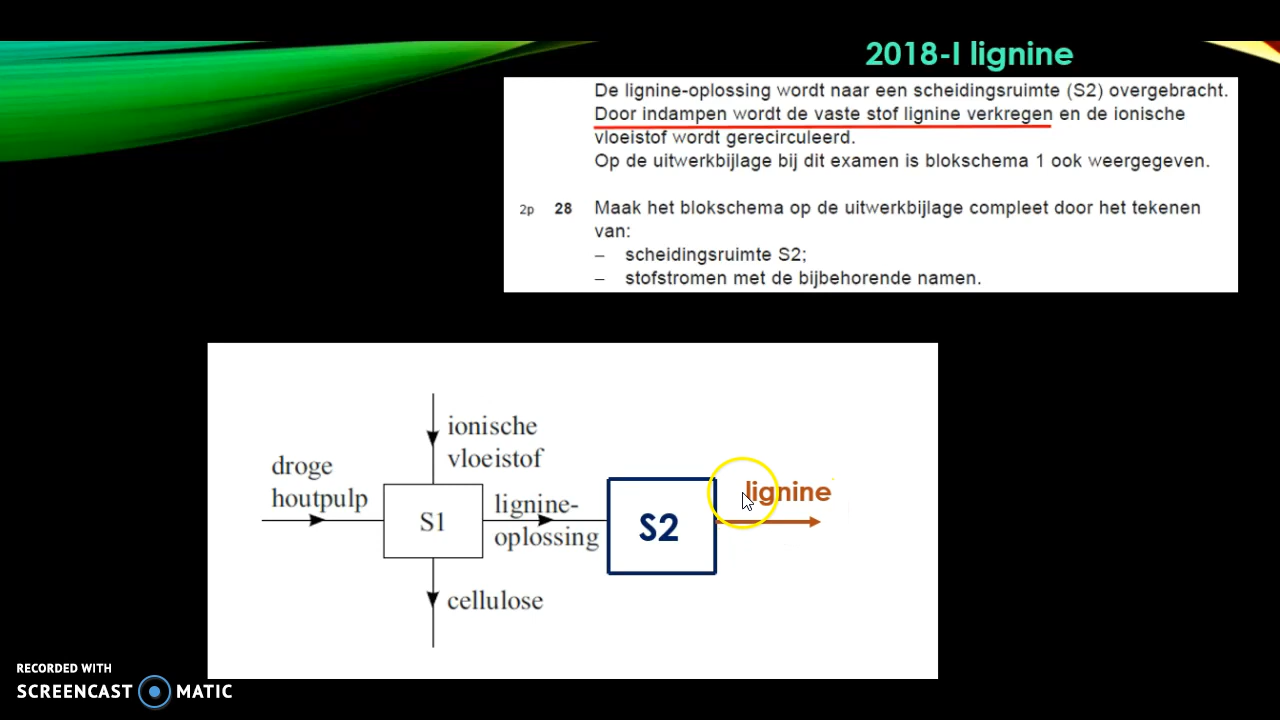 2018-I lignine
De lignine-oplossing wordt naar een scheidingsruimte (S2) overgebracht.
Door indampen wordt de vaste stof lignine verkregen en de ionische
vloeistof wordt gerecirculeerd.
Op de uitwerkbijlage bij dit examen is blokschema 1 ook weergegeven.
2p 28 Maak het blokschema op de uitwerkbijlage compleet door het tekenen
van:
– scheidingsruimte S2;
– stofstromen met de bijbehorende namen.
ionische
vloeistof
droge
houtpulp
S1
lignine-
oplossing
S2
lignine
cellulose
RECORDED WITH
SCREENCAST MATIC